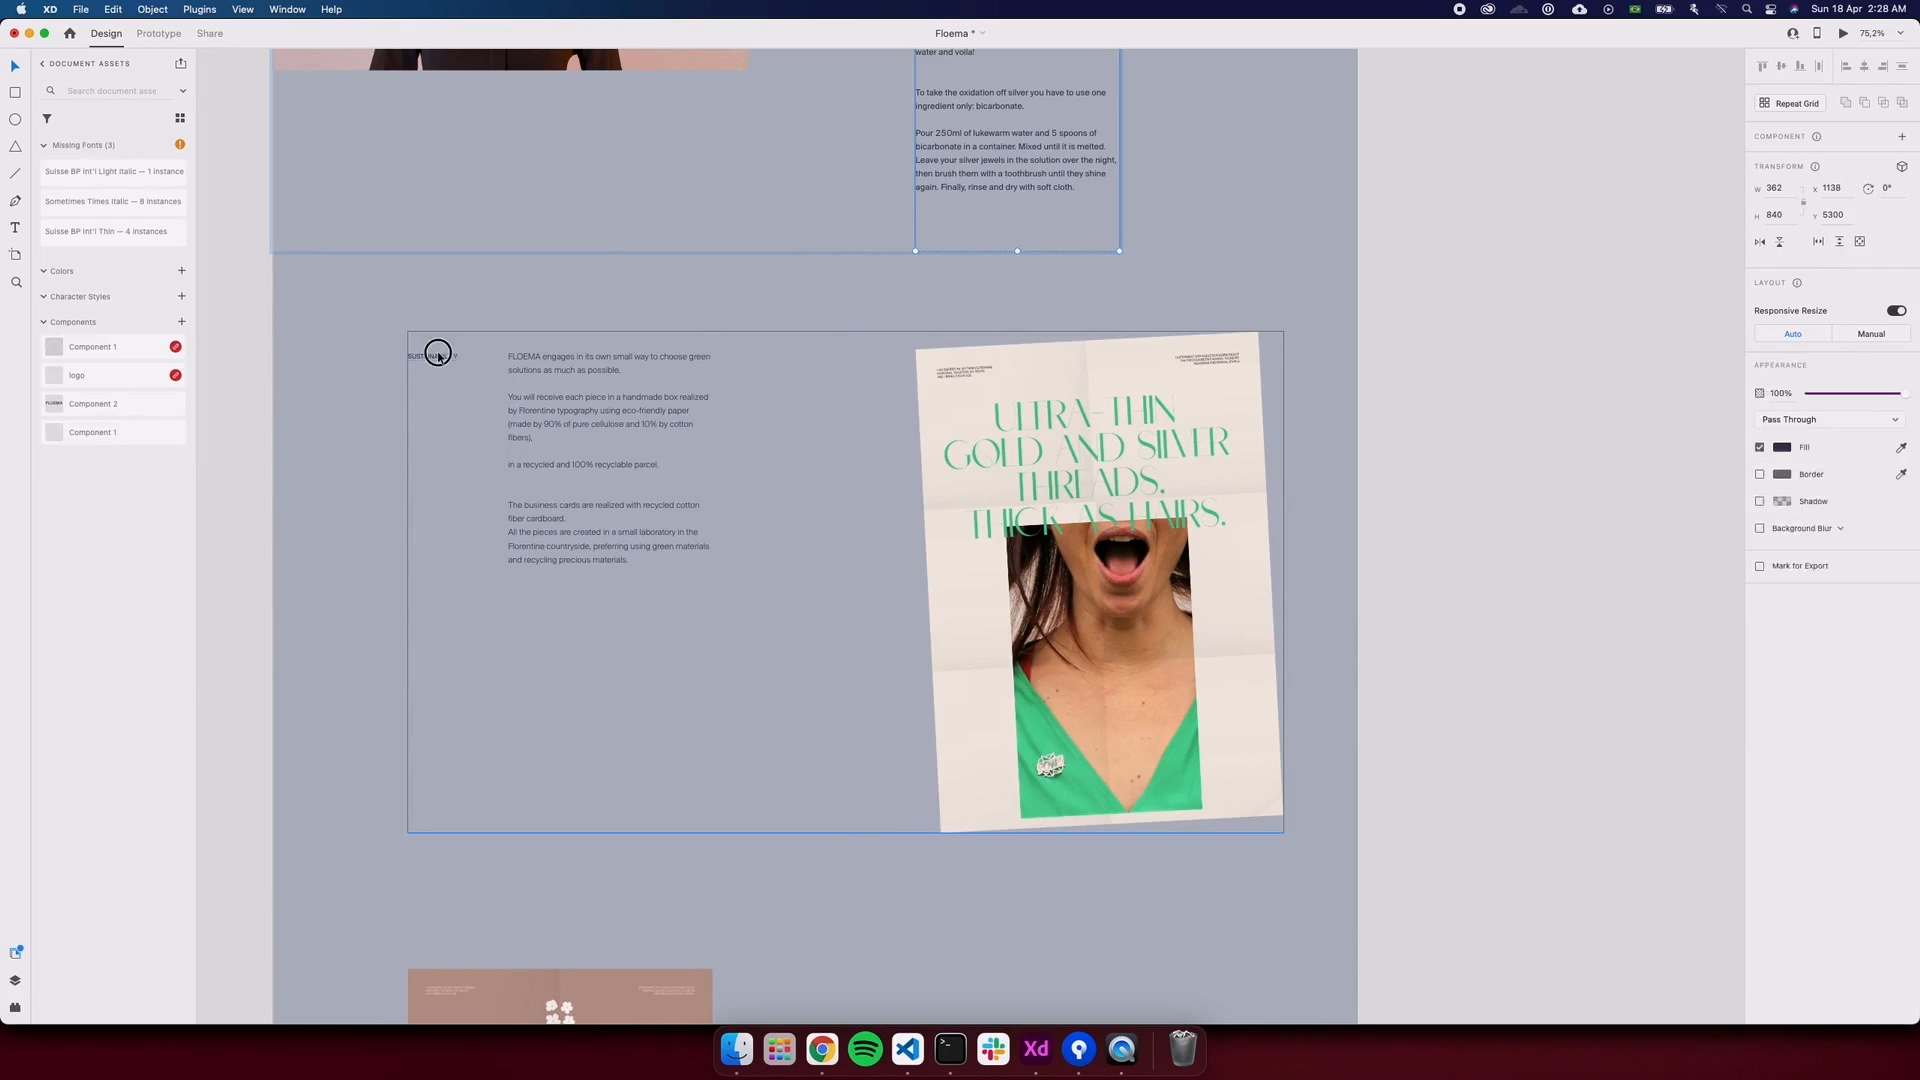 XD File Edit Object Plugins View Window Help
Sun 18 Apr 2:28 AM
Design Prototype Share
Floema *
75,2%
DOCUMENT ASSETS
Search document asse
Missing Fonts (3)
Suisse BP Int'l Light Italic — 1 instance
Sometimes Times Italic — 8 instances
Suisse BP Int'l Thin — 4 instances
Colors
Character Styles
Components
Component 1
logo
FLOEMA Component 2
Component 1
water and voila!
To take the oxidation off silver you have to use one
ingredient only: bicarbonate.
Pour 250ml of lukewarm water and 5 spoons of
bicarbonate in a container. Mixed until it is melted.
Leave your silver jewels in the solution over the night,
then brush them with a toothbrush until they shine
again. Finally, rinse and dry with soft cloth.
FLOEMA engages in its own small way to choose green
solutions as much as possible.
You will receive each piece in a handmade box realized
by Florentine typography using eco-friendly paper
(made by 90% of pure cellulose and 10% by cotton
fibers),
in a recycled and 100% recyclable parcel.
The business cards are realized with recycled cotton
fiber cardboard.
All the pieces are created in a small laboratory in the
Florentine countryside, preferring using green materials
and recycling precious materials.
ULTRA-THIN
GOLD AND SILVER
THREADS.
THICK AS HAIRS.
Repeat Grid
COMPONENT
TRANSFORM
W 362 X 1138 0°
H 840 Y 5300
LAYOUT
Responsive Resize
Auto Manual
APPEARANCE
100%
Pass Through
Fill
Border
Shadow
Background Blur
Mark for Export
Xd